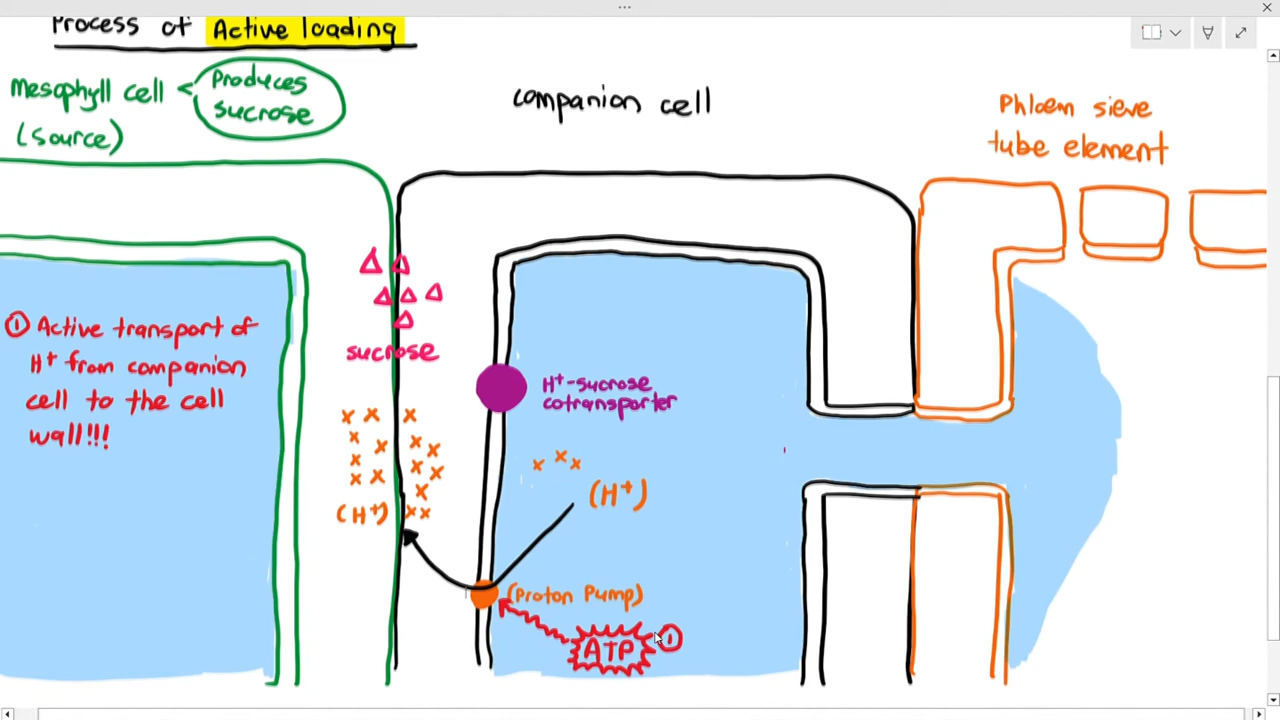 Process of Active loading
Mesophyll cell <
(source)
Produces
sucrose
companion cell
Phloem sieve
tube element
① Active transport of
H+ from companion
cell to the cell
wall!!!
sucrose
H+-sucrose
cotransporter
(H+)
(H+)
(Proton Pump)
ATP
①